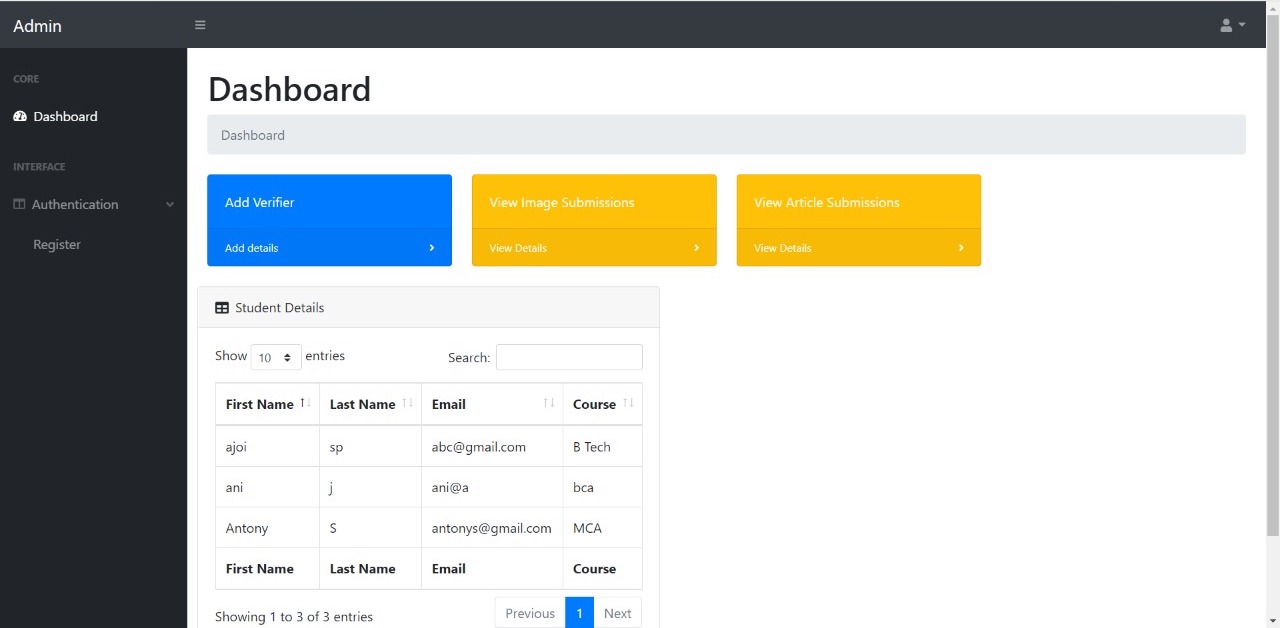 Admin
CORE
Dashboard
INTERFACE
Authentication
Register
Dashboard
Dashboard
Add Verifier
Add details
View Image Submissions
View Details
View Article Submissions
View Details
Student Details
Show 10 entries Search:
First Name Last Name Email Course
ajoi sp abc@gmail.com B Tech
ani j ani@a bca
Antony S antonys@gmail.com MCA
First Name Last Name Email Course
Showing 1 to 3 of 3 entries Previous 1 Next